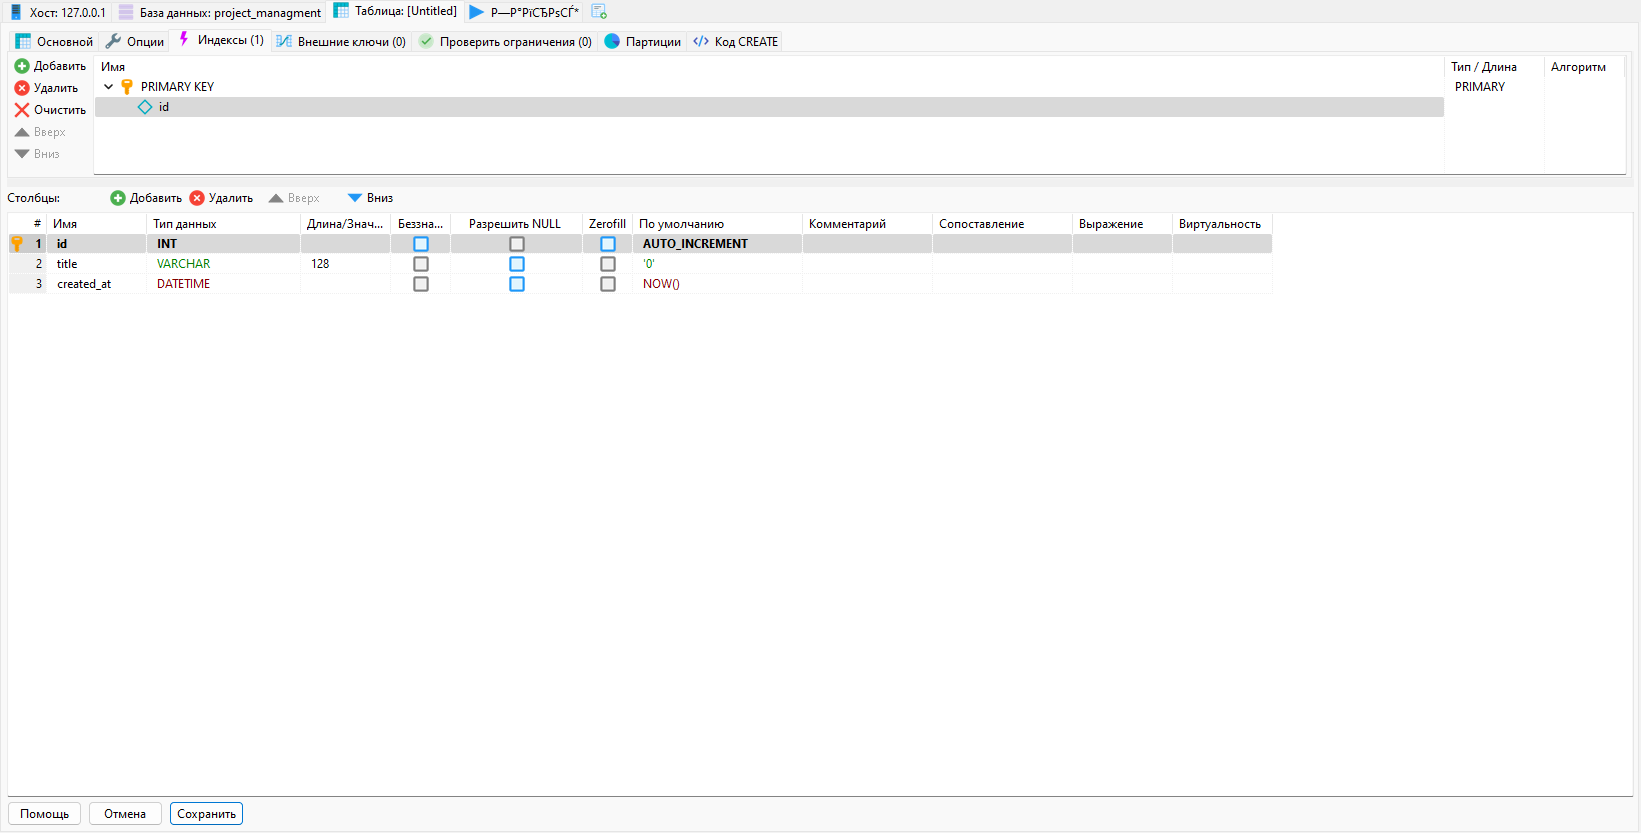 Хост: 127.0.0.1 База данных: project_managment Таблица: [Untitled] Р—Р°РїСЂРѕСЃ*
Основной Опции Индексы (1) Внешние ключи (0) Проверить ограничения (0) Партиции Код CREATE
Добавить Имя Тип / Длина Алгоритм
Удалить PRIMARY KEY PRIMARY
Очистить id
Вверх
Вниз
Столбцы: Добавить Удалить Вверх Вниз
# Имя Тип данных Длина/Знач... Беззна... Разрешить NULL Zerofill По умолчанию Комментарий Сопоставление Выражение Виртуальность
1 id INT AUTO_INCREMENT
2 title VARCHAR 128 '0'
3 created_at DATETIME NOW()
Помощь Отмена Сохранить